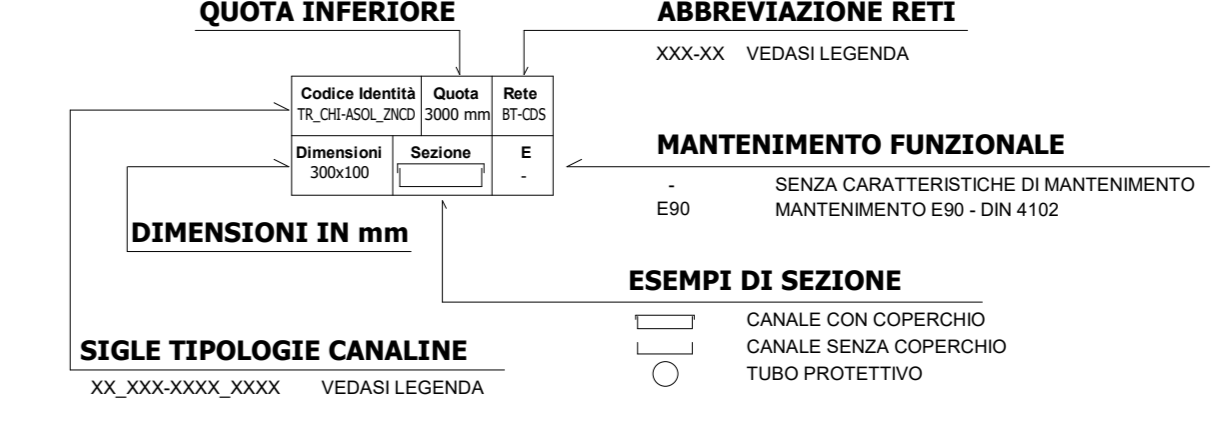 QUOTA INFERIORE
ABBREVIAZIONE RETI
XXX-XX VEDASI LEGENDA
Codice Identità Quota Rete
TR_CHI-ASOL_ZNCD 3000 mm BT-CDS
Dimensioni Sezione E
300x100 -
MANTENIMENTO FUNZIONALE
- SENZA CARATTERISTICHE DI MANTENIMENTO
E90 MANTENIMENTO E90 - DIN 4102
DIMENSIONI IN mm
ESEMPI DI SEZIONE
CANALE CON COPERCHIO
CANALE SENZA COPERCHIO
TUBO PROTETTIVO
SIGLE TIPOLOGIE CANALINE
XX_XXX-XXXX_XXXX VEDASI LEGENDA